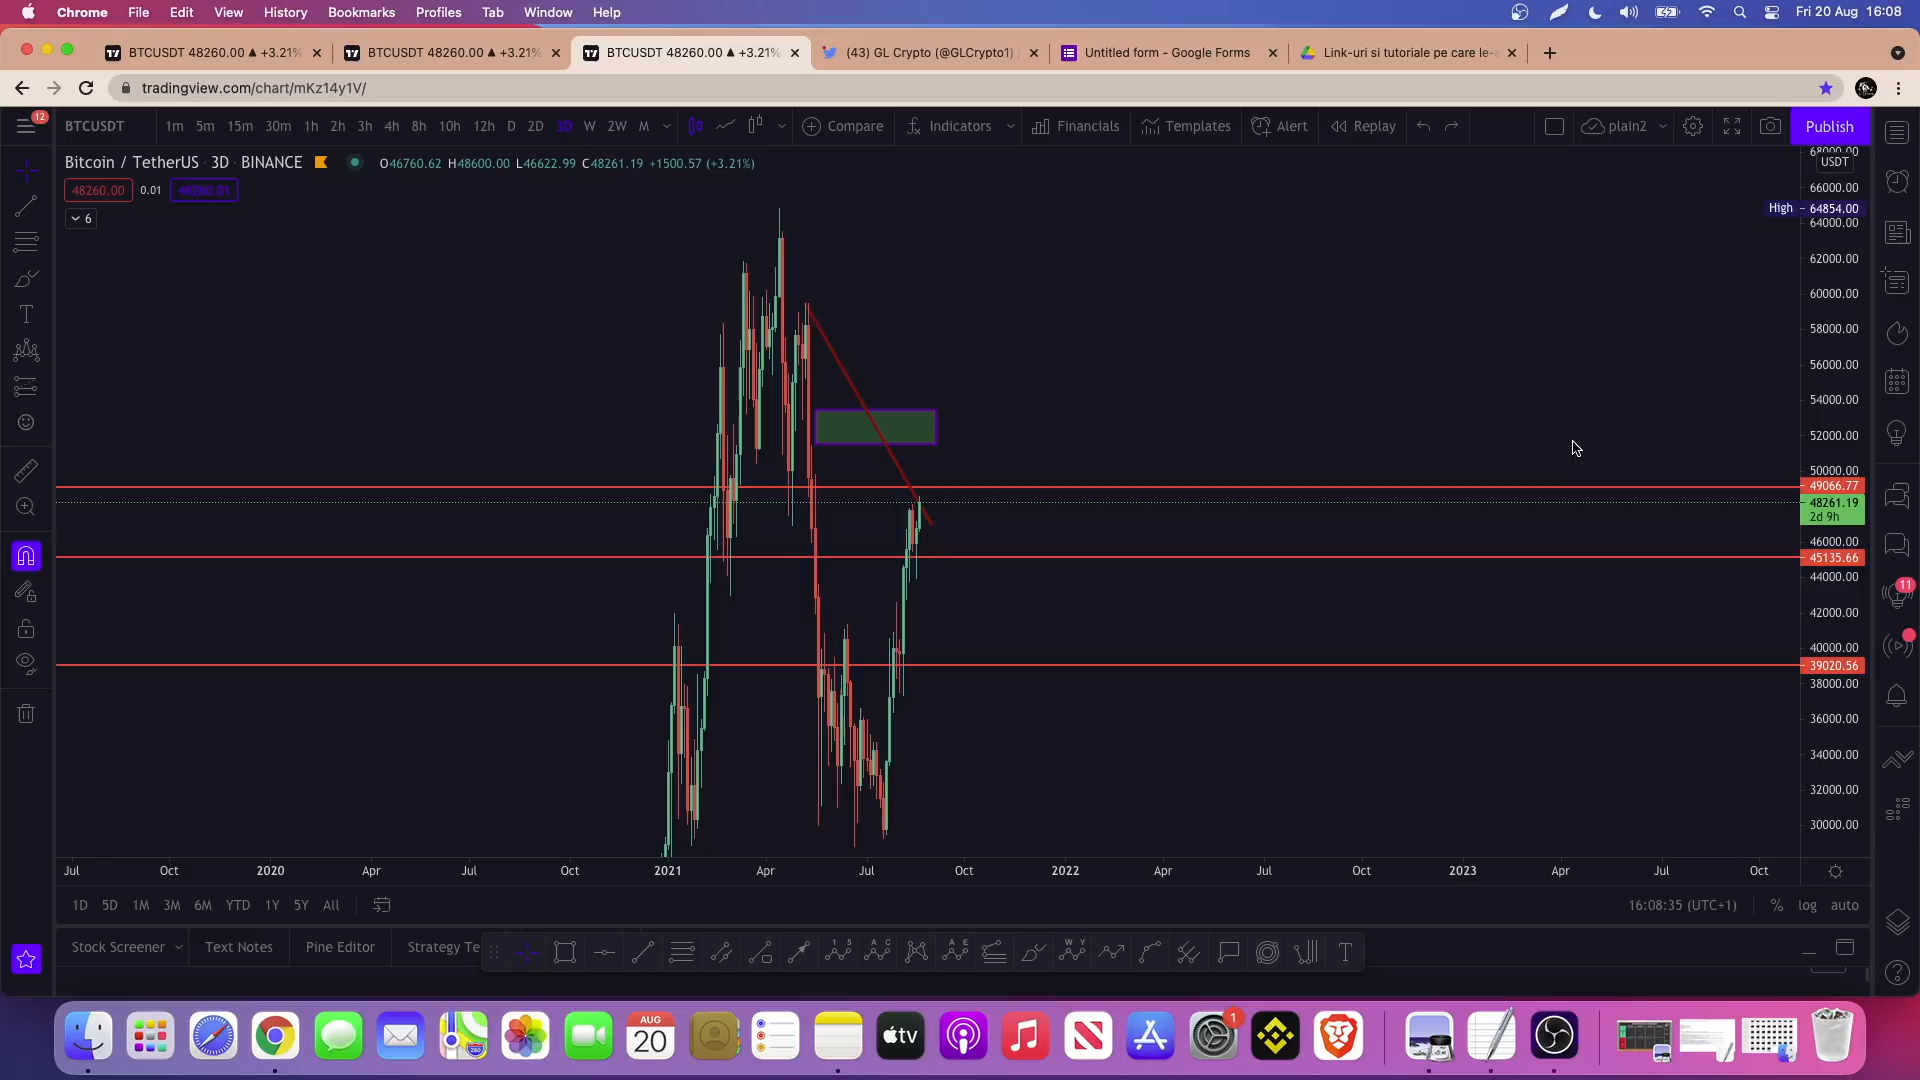 Chrome File Edit View History Bookmarks Profiles Tab Window Help Fri 20 Aug 16:08
BTCUSDT 48260.00 ▲ +3.21% BTCUSDT 48260.00 ▲ +3.21% BTCUSDT 48260.00 ▲ +3.21% (43) GL Crypto (@GLCrypto1) / Untitled form - Google Forms Link-uri si tutoriale pe care le-
tradingview.com/chart/mKz14y1V/
12
BTCUSDT 1m 5m 15m 30m 1h 2h 3h 4h 8h 10h 12h D 2D 3D W 2W M Compare Indicators Financials Templates Alert Replay plain2 Publish
Bitcoin / TetherUS 3D BINANCE O46760.62 H48600.00 L46622.99 C48261.19 +1500.57 (+3.21%)
48260.00 0.01 48260.01
6
68000.00
USDT
66000.00
High 64854.00
64000.00
62000.00
60000.00
58000.00
56000.00
54000.00
52000.00
50000.00
49066.77
48261.19
2d 9h
46000.00
45135.66
44000.00
42000.00
40000.00
39020.56
38000.00
36000.00
34000.00
32000.00
30000.00
11
Jul Oct 2020 Apr Jul Oct 2021 Apr Jul Oct 2022 Apr Jul Oct 2023 Apr Jul Oct
1D 5D 1M 3M 6M YTD 1Y 5Y All 16:08:35 (UTC+1) % log auto
Stock Screener Text Notes Pine Editor Strategy Te
AUG
20
tv
1
280